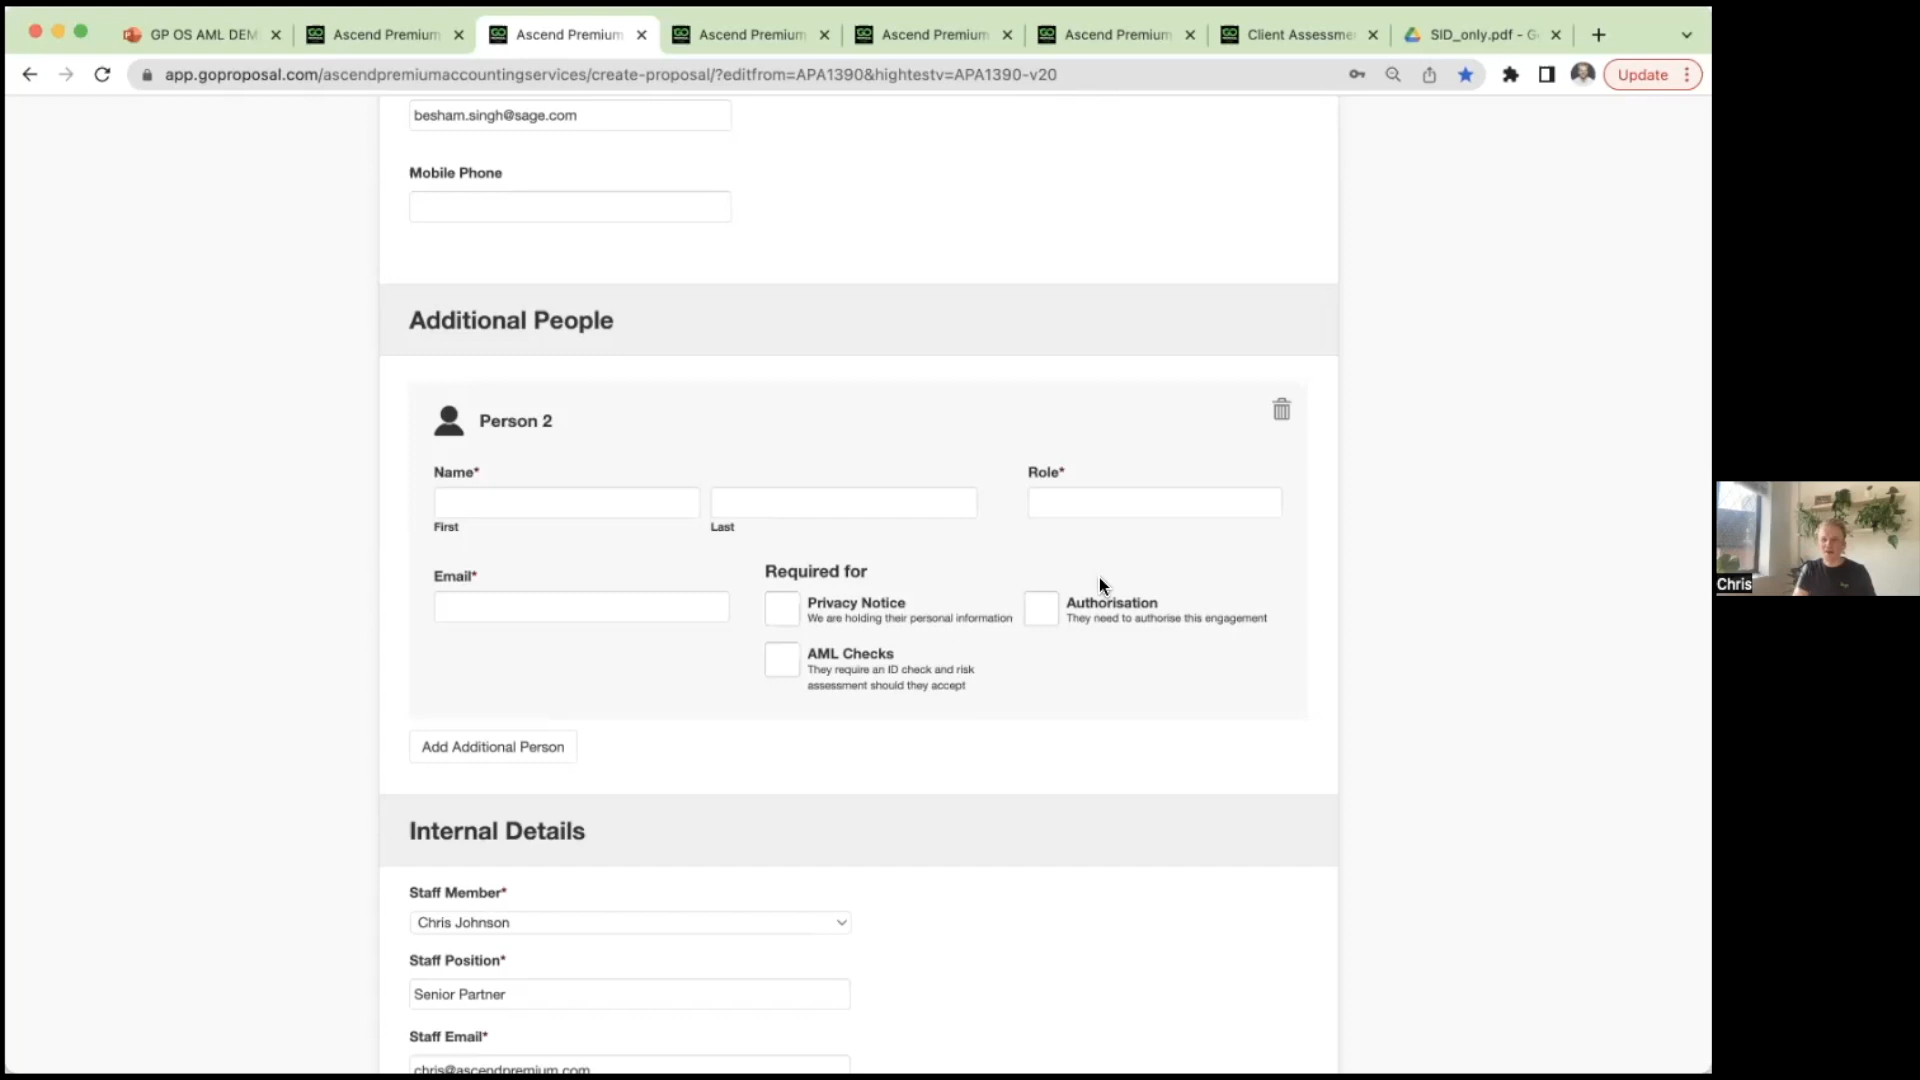 GP OS AML DEM
Ascend Premium
Ascend Premium
Ascend Premium
Ascend Premium
Ascend Premium
Client Assessme
SID_only.pdf - G
app.goproposal.com/ascendpremiumaccountingservices/create-proposal/?editfrom=APA1390&hightestv=APA1390-v20
Update
besham.singh@sage.com
Mobile Phone
Additional People
Person 2
Name*
Role*
First
Last
Email*
Required for
Privacy Notice
We are holding their personal information
Authorisation
They need to authorise this engagement
AML Checks
They require an ID check and risk
assessment should they accept
Add Additional Person
Internal Details
Staff Member*
Chris Johnson
Staff Position*
Senior Partner
Staff Email*
chris@ascendpremium.com
Chris